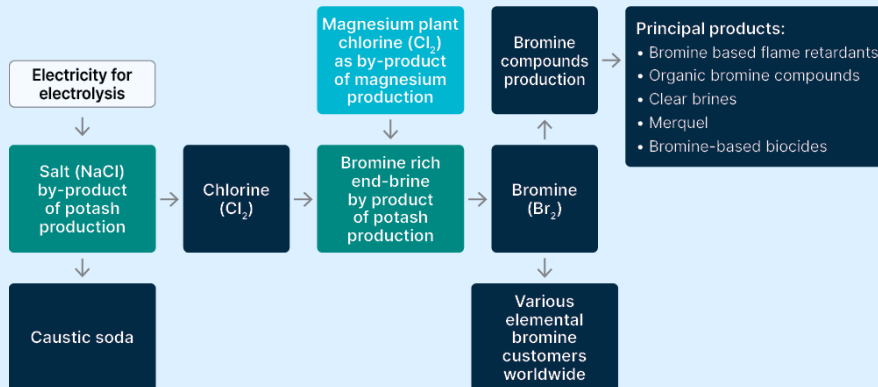 Electricity for
electrolysis
Magnesium plant
chlorine (Cl₂)
as by-product
of magnesium
production
Bromine
compounds
production
Principal products:
• Bromine based flame retardants
• Organic bromine compounds
• Clear brines
• Merquel
• Bromine-based biocides
Salt (NaCl)
by-product
of potash
production
Chlorine
(Cl₂)
Bromine rich
end-brine
by product
of potash
production
Bromine
(Br₂)
Caustic soda
Various
elemental
bromine
customers
worldwide